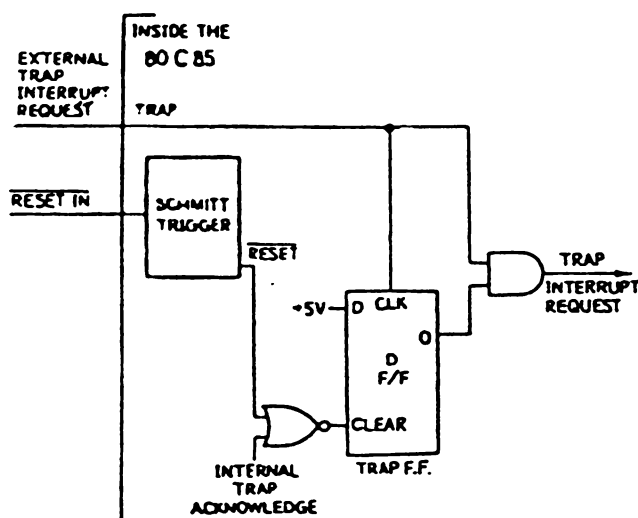 INSIDE THE
80 C 85
EXTERNAL
TRAP
INTERRUPT
REQUEST
TRAP
RESET IN
SCHMITT
TRIGGER
RESET
TRAP
INTERRUPT
REQUEST
+5V
D
CLK
Q
D
F/F
CLEAR
TRAP F.F.
INTERNAL
TRAP
ACKNOWLEDGE